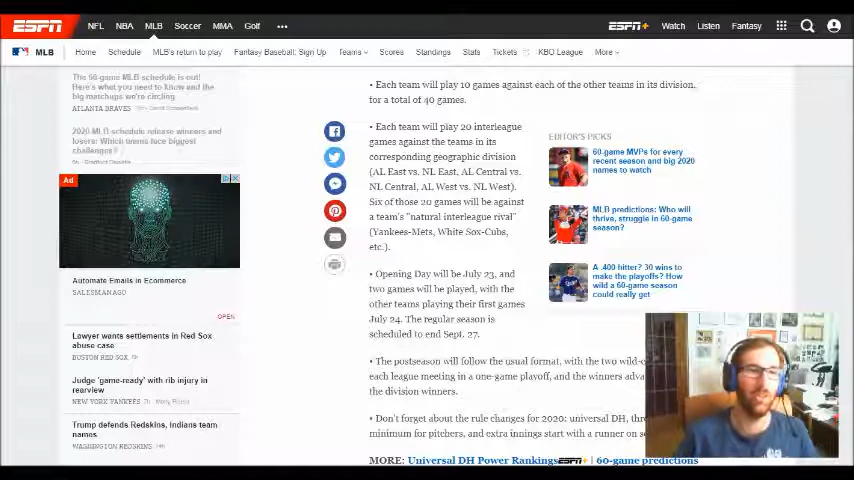 ESPN NFL NBA MLB Soccer MMA Golf ••• ESPN+ Watch Listen Fantasy
MLB Home Schedule MLB's return to play Fantasy Baseball: Sign Up Teams Scores Standings Stats Tickets KBO League More
The 60-game MLB schedule is out!
Here's what you need to know and the
big matchups we're circling
ATLANTA BRAVES
2020 MLB schedule release winners and
losers: Which teams face biggest
challenges?
Ad
Automate Emails in Ecommerce
SALESMANAGO
OPEN
Lawyer wants settlements in Red Sox
abuse case
BOSTON RED SOX
Judge 'game-ready' with rib injury in
rearview
NEW YORK YANKEES
Trump defends Redskins, Indians team
names
WASHINGTON REDSKINS
• Each team will play 10 games against each of the other teams in its division,
for a total of 40 games.
• Each team will play 20 interleague
games against the teams in its
corresponding geographic division
(AL East vs. NL East, AL Central vs.
NL Central, AL West vs. NL West).
Six of those 20 games will be against
a team's "natural interleague rival"
(Yankees-Mets, White Sox-Cubs,
etc.).
• Opening Day will be July 23, and
two games will be played, with the
other teams playing their first games
July 24. The regular season is
scheduled to end Sept. 27.
• The postseason will follow the usual format, with the two wild-c
each league meeting in a one-game playoff, and the winners adva
the division winners.
• Don't forget about the rule changes for 2020: universal DH, thre
minimum for pitchers, and extra innings start with a runner on s
MORE: Universal DH Power Rankings ESPN+ | 60-game predictions
EDITOR'S PICKS
60-game MVPs for every
recent season and big 2020
names to watch
MLB predictions: Who will
thrive, struggle in 60-game
season?
A .400 hitter? 30 wins to
make the playoffs? How
wild a 60-game season
could really get